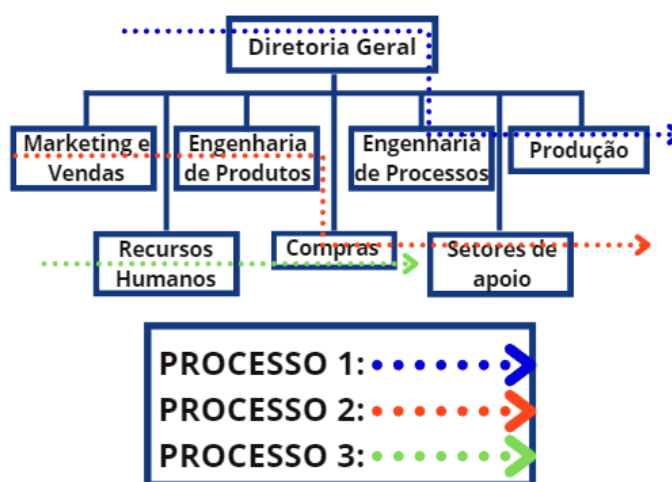 Diretoria Geral
Marketing e
Vendas
Engenharia
de Produtos
Engenharia
de Processos
Produção
Recursos
Humanos
Compras
Setores de
apoio
PROCESSO 1:
PROCESSO 2:
PROCESSO 3: